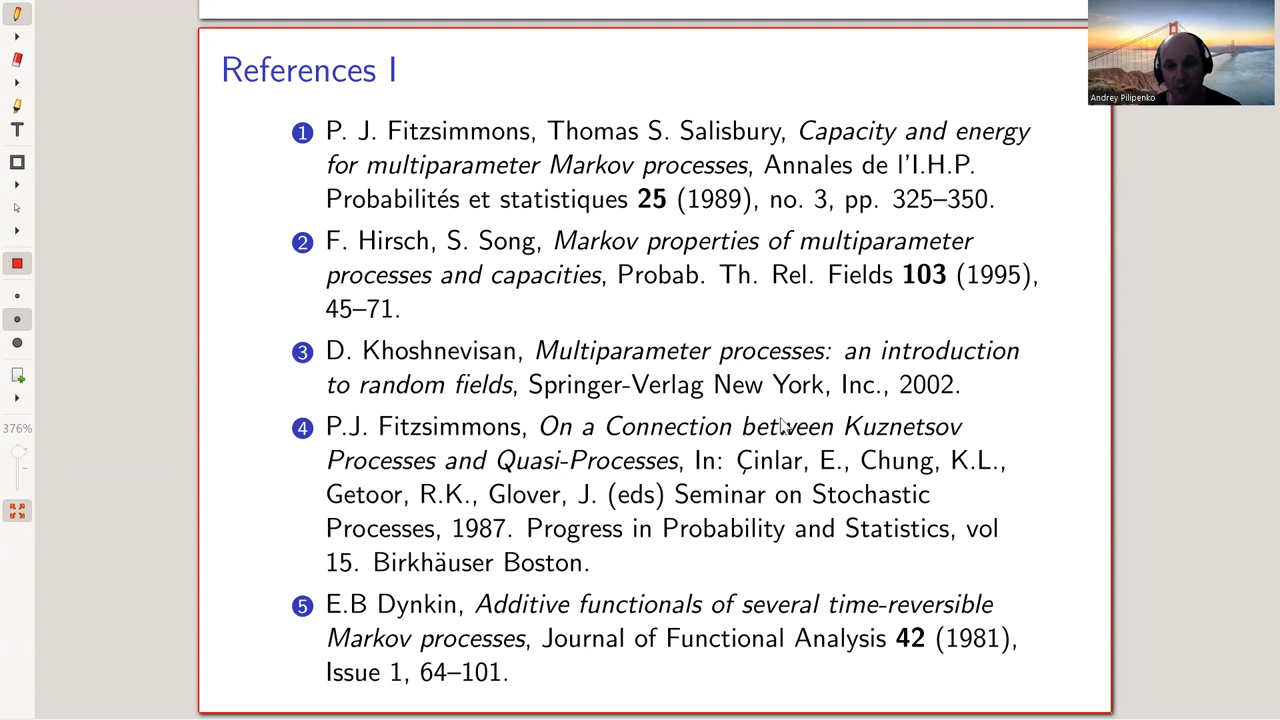 References I
Andrey Pilipenko
1 P. J. Fitzsimmons, Thomas S. Salisbury, Capacity and energy
for multiparameter Markov processes, Annales de l'I.H.P.
Probabilités et statistiques 25 (1989), no. 3, pp. 325–350.
2 F. Hirsch, S. Song, Markov properties of multiparameter
processes and capacities, Probab. Th. Rel. Fields 103 (1995),
45–71.
3 D. Khoshnevisan, Multiparameter processes: an introduction
to random fields, Springer-Verlag New York, Inc., 2002.
4 P.J. Fitzsimmons, On a Connection between Kuznetsov
Processes and Quasi-Processes, In: Çinlar, E., Chung, K.L.,
Getoor, R.K., Glover, J. (eds) Seminar on Stochastic
Processes, 1987. Progress in Probability and Statistics, vol
15. Birkhäuser Boston.
5 E.B Dynkin, Additive functionals of several time-reversible
Markov processes, Journal of Functional Analysis 42 (1981),
Issue 1, 64–101.
T
376%